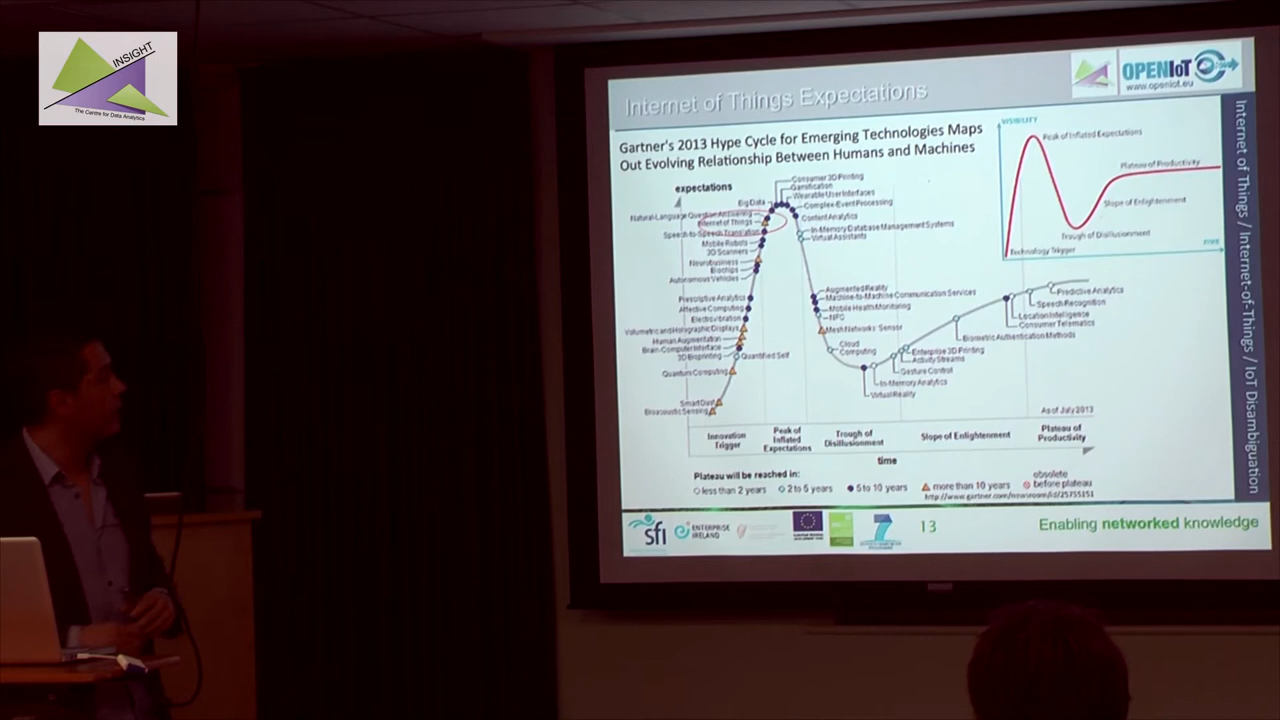 INSIGHT
The Centre for Data Analytics
Internet of Things Expectations
OPENIoT
www.openiot.eu
Gartner's 2013 Hype Cycle for Emerging Technologies Maps
Out Evolving Relationship Between Humans and Machines
expectations
Consumer 3D Printing
Gamification
Wearable User Interfaces
Big Data
Complex-Event Processing
Natural-Language Question Answering
Content Analytics
Internet of Things
In-Memory Database Management Systems
Speech-to-Speech Translation
Virtual Assistants
Mobile Robots
3D Scanners
Neurobusiness
Biochips
Autonomous Vehicles
Augmented Reality
Prescriptive Analytics
Machine-to-Machine Communication Services
Affective Computing
Mobile Health Monitoring
Electrovibration
NFC
Volumetric and Holographic Displays
Mesh Networks: Sensor
Human Augmentation
Brain-Computer Interface
Cloud
Computing
3D Bioprinting
Quantified Self
Enterprise 3D Printing
Activity Streams
Quantum Computing
Gesture Control
In-Memory Analytics
Virtual Reality
Smart Dust
Bioacoustic Sensing
Predictive Analytics
Speech Recognition
Location Intelligence
Consumer Telematics
Biometric Authentication Methods
As of July 2013
Innovation
Trigger
Peak of
Inflated
Expectations
Trough of
Disillusionment
Slope of Enlightenment
Plateau of
Productivity
time
Plateau will be reached in:
less than 2 years
2 to 5 years
5 to 10 years
more than 10 years
obsolete
before plateau
VISIBILITY
Peak of Inflated Expectations
Plateau of Productivity
Slope of Enlightenment
Trough of Disillusionment
Technology Trigger
TIME
Internet of Things / Internet-of-Things / IoT Disambiguation
sfi
ENTERPRISE
IRELAND
7
13
Enabling networked knowledge